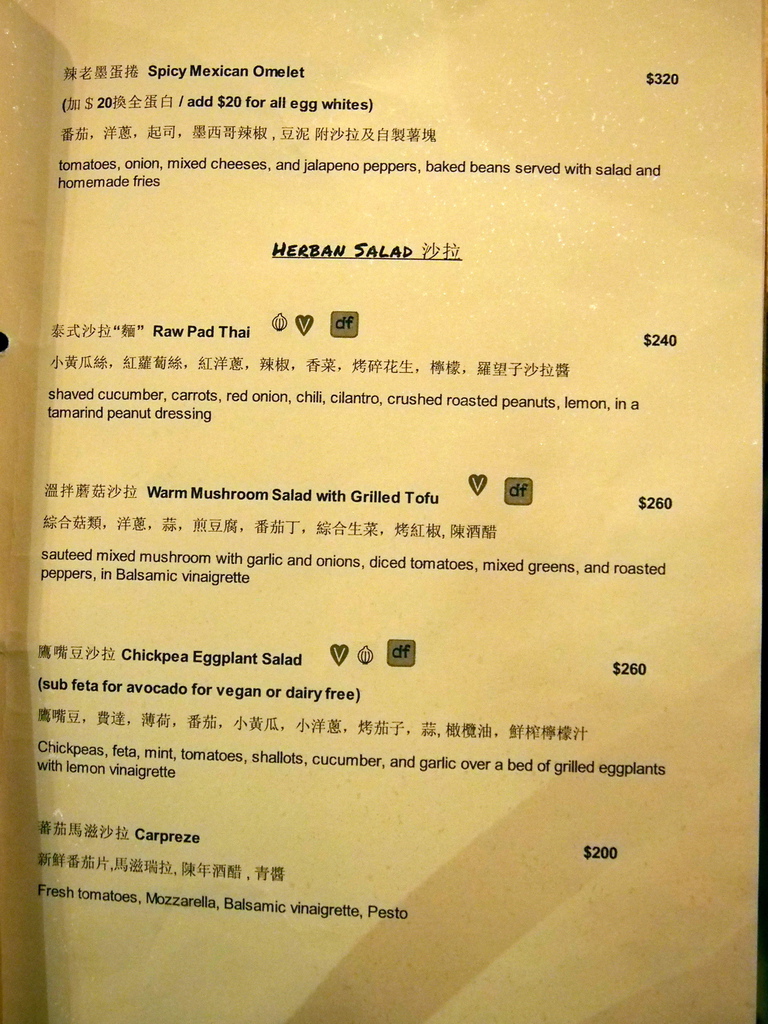 辣老墨蛋捲 Spicy Mexican Omelet $320
(加 $ 20換全蛋白 / add $20 for all egg whites)
番茄，洋蔥，起司，墨西哥辣椒 , 豆泥 附沙拉及自製薯塊
tomatoes, onion, mixed cheeses, and jalapeno peppers, baked beans served with salad and
homemade fries
HERBAN SALAD 沙拉
泰式沙拉“麵” Raw Pad Thai V df $240
小黃瓜絲，紅蘿蔔絲，紅洋蔥，辣椒，香菜，烤碎花生，檸檬，羅望子沙拉醬
shaved cucumber, carrots, red onion, chili, cilantro, crushed roasted peanuts, lemon, in a
tamarind peanut dressing
溫拌蘑菇沙拉 Warm Mushroom Salad with Grilled Tofu V df $260
綜合菇類，洋蔥，蒜，煎豆腐，番茄丁，綜合生菜，烤紅椒, 陳酒醋
sauteed mixed mushroom with garlic and onions, diced tomatoes, mixed greens, and roasted
peppers, in Balsamic vinaigrette
鷹嘴豆沙拉 Chickpea Eggplant Salad V df $260
(sub feta for avocado for vegan or dairy free)
鷹嘴豆，費達，薄荷，番茄，小黃瓜，小洋蔥，烤茄子，蒜, 橄欖油，鮮榨檸檬汁
Chickpeas, feta, mint, tomatoes, shallots, cucumber, and garlic over a bed of grilled eggplants
with lemon vinaigrette
蕃茄馬滋沙拉 Carpreze $200
新鮮番茄片,馬滋瑞拉, 陳年酒醋 , 青醬
Fresh tomatoes, Mozzarella, Balsamic vinaigrette, Pesto